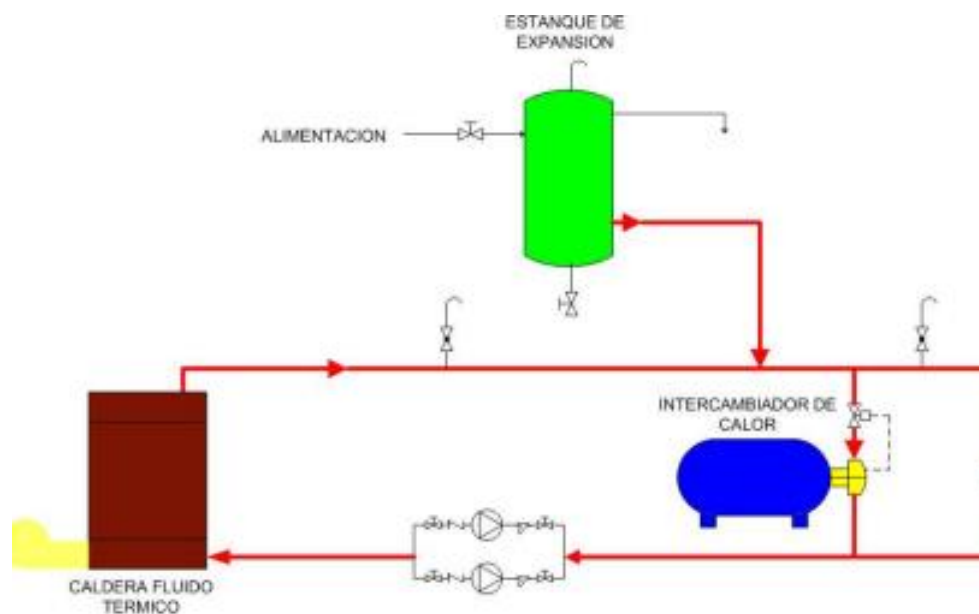 ESTANQUE DE
EXPANSION
ALIMENTACION
INTERCAMBIADOR DE
CALOR
CALDERA FLUIDO
TERMICO